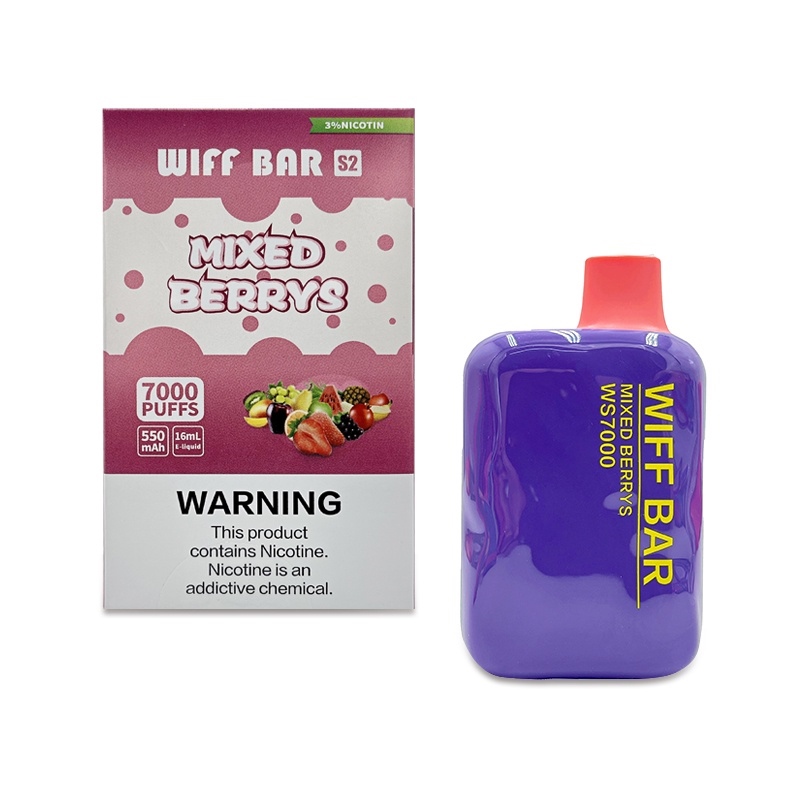 3%NICOTIN
WIFF BAR S2
MIXED
BERRYS
7000
PUFFS
550
mAh
16mL
E-liquid
WARNING
This product
contains Nicotine.
Nicotine is an
addictive chemical.
WIFF BAR
MIXED BERRYS
WS7000